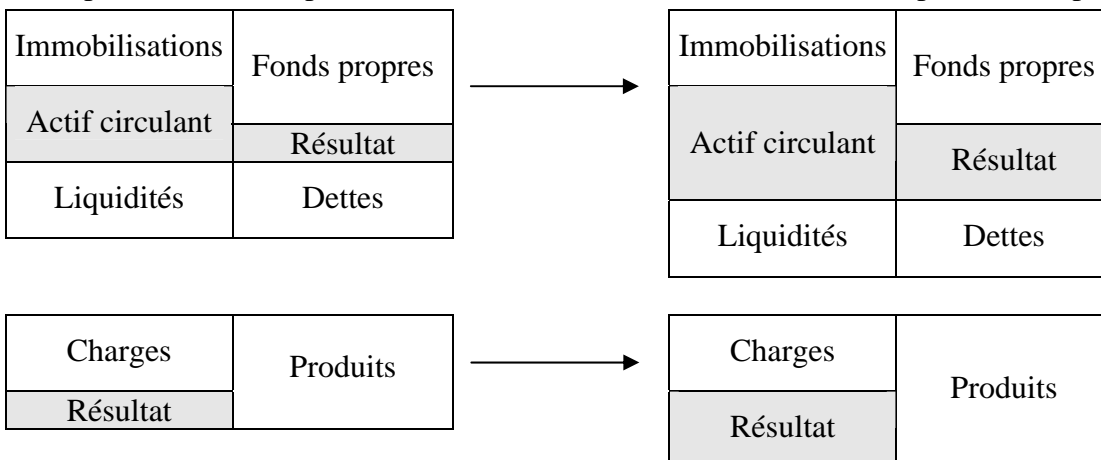 Immobilisations
Fonds propres
Actif circulant
Résultat
Liquidités
Dettes
Immobilisations
Fonds propres
Actif circulant
Résultat
Liquidités
Dettes
Charges
Produits
Résultat
Charges
Produits
Résultat